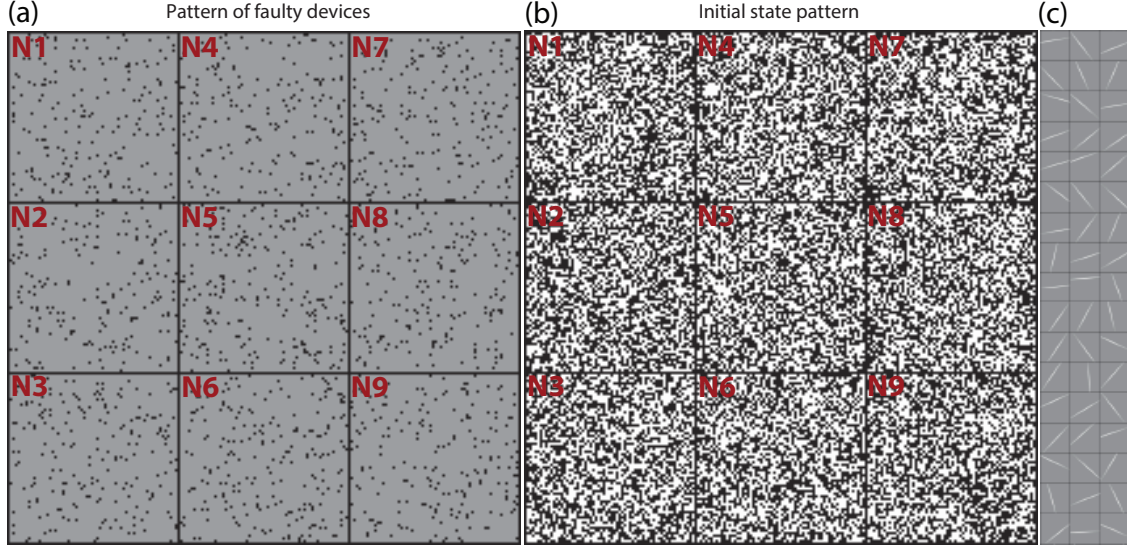 (a) Pattern of faulty devices
(b) Initial state pattern
(c)
N1 N4 N7
N2 N5 N8
N3 N6 N9
N1 N4 N7
N2 N5 N8
N3 N6 N9